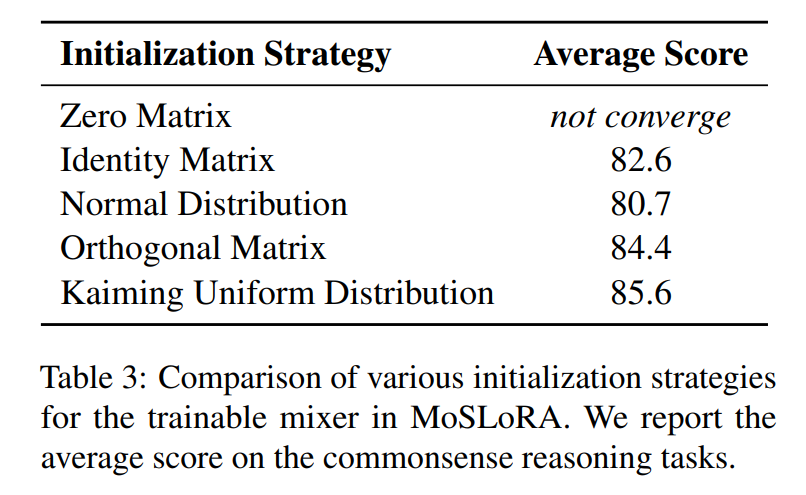 Initialization Strategy Average Score
Zero Matrix not converge
Identity Matrix 82.6
Normal Distribution 80.7
Orthogonal Matrix 84.4
Kaiming Uniform Distribution 85.6
Table 3: Comparison of various initialization strategies
for the trainable mixer in MoSLoRA. We report the
average score on the commonsense reasoning tasks.